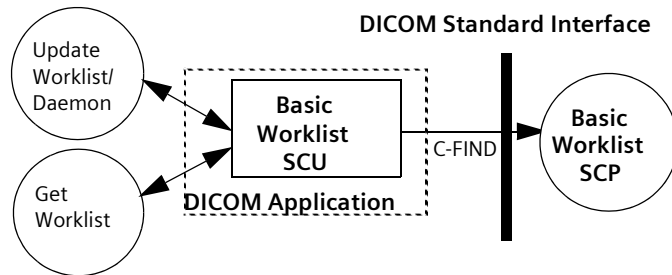 DICOM Standard Interface
Update
Worklist/
Daemon
Basic
Worklist
SCU
Basic
Worklist
SCP
C-FIND
Get
Worklist
DICOM Application